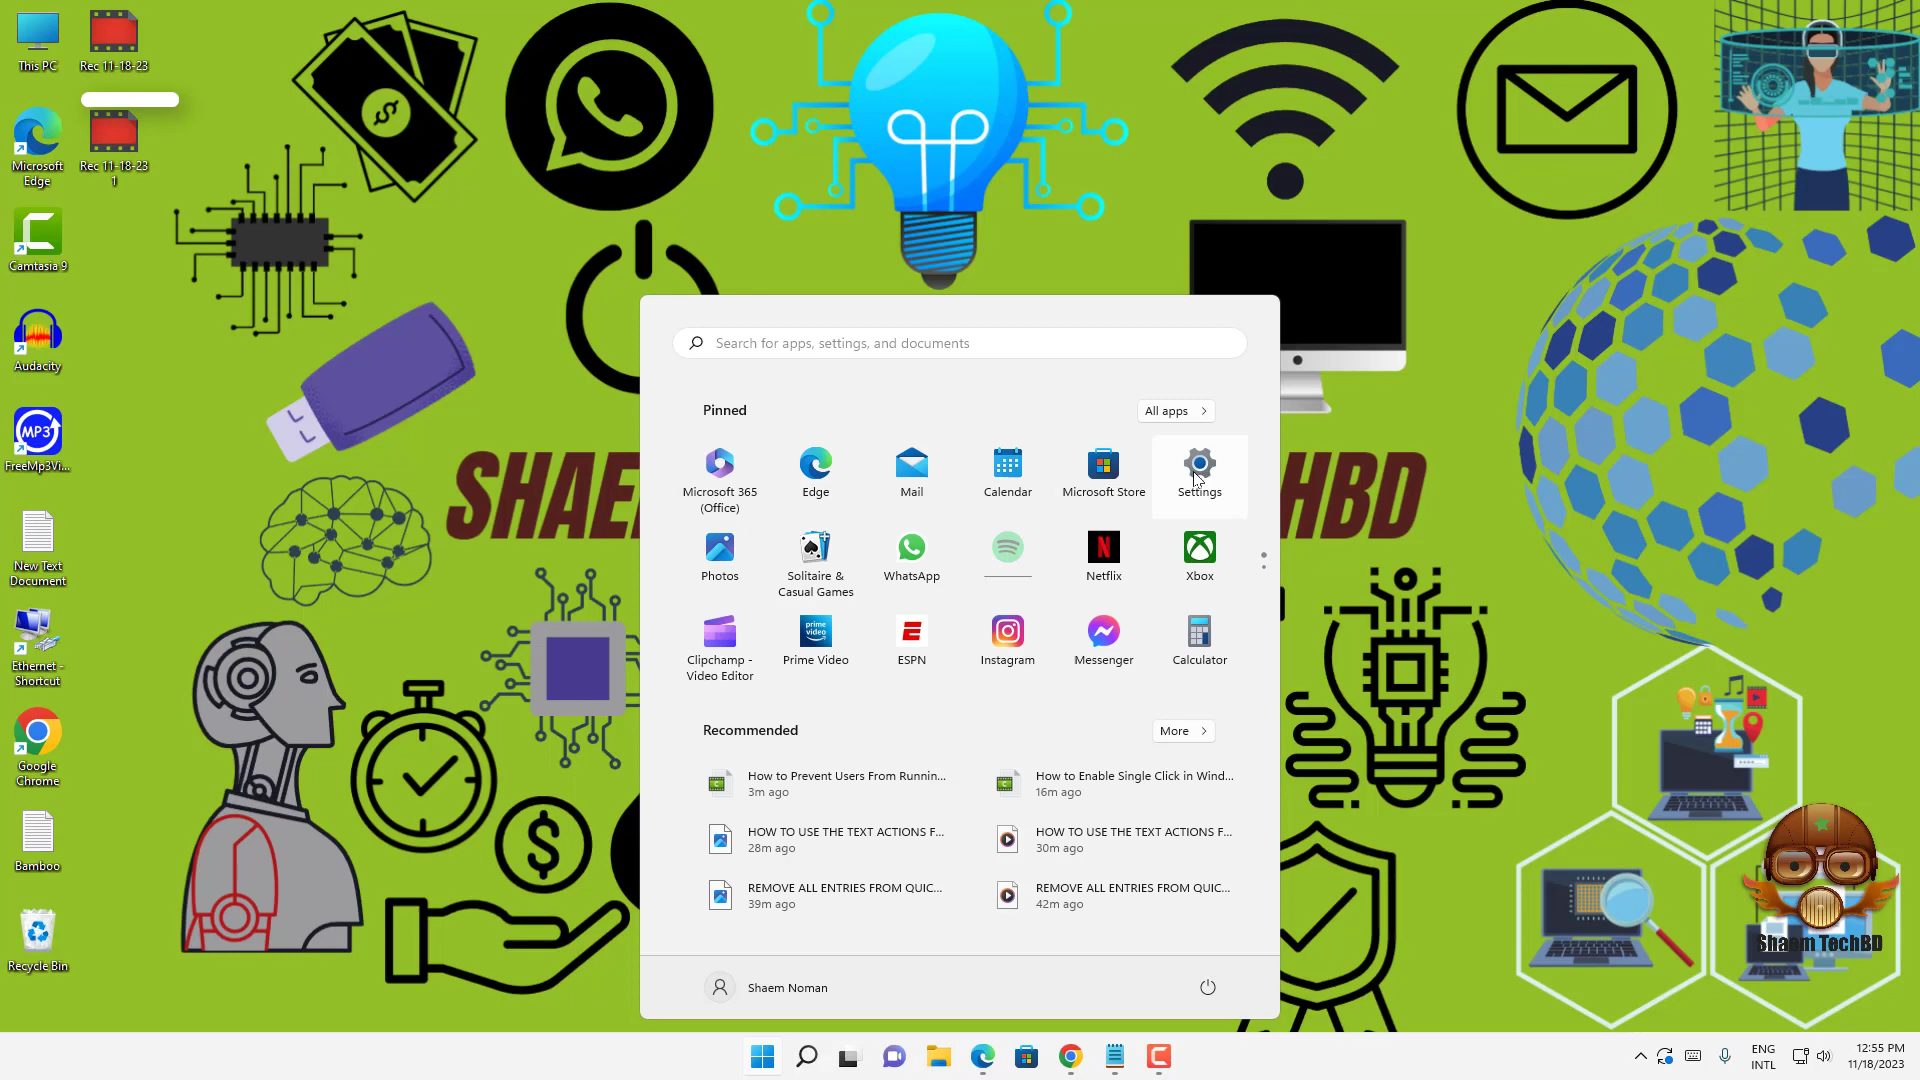 This PC
Rec 11-18-23
Microsoft
Edge
Rec 11-18-23
1
Camtasia 9
Audacity
MP3
FreeMp3Vi...
New Text
Document
Ethernet -
Shortcut
Google
Chrome
Bamboo
Recycle Bin
SHAE
HBD
Search for apps, settings, and documents
Pinned
All apps
Microsoft 365
(Office)
Edge
Mail
Calendar
Microsoft Store
Settings
Photos
Solitaire &
Casual Games
WhatsApp
Netflix
Xbox
prime
video
Clipchamp -
Video Editor
Prime Video
ESPN
Instagram
Messenger
Calculator
Recommended
More
How to Prevent Users From Runnin...
3m ago
How to Enable Single Click in Wind...
16m ago
HOW TO USE THE TEXT ACTIONS F...
28m ago
HOW TO USE THE TEXT ACTIONS F...
30m ago
REMOVE ALL ENTRIES FROM QUIC...
39m ago
REMOVE ALL ENTRIES FROM QUIC...
42m ago
Shaem Noman
Shaem TechBD
ENG
INTL
12:55 PM
11/18/2023